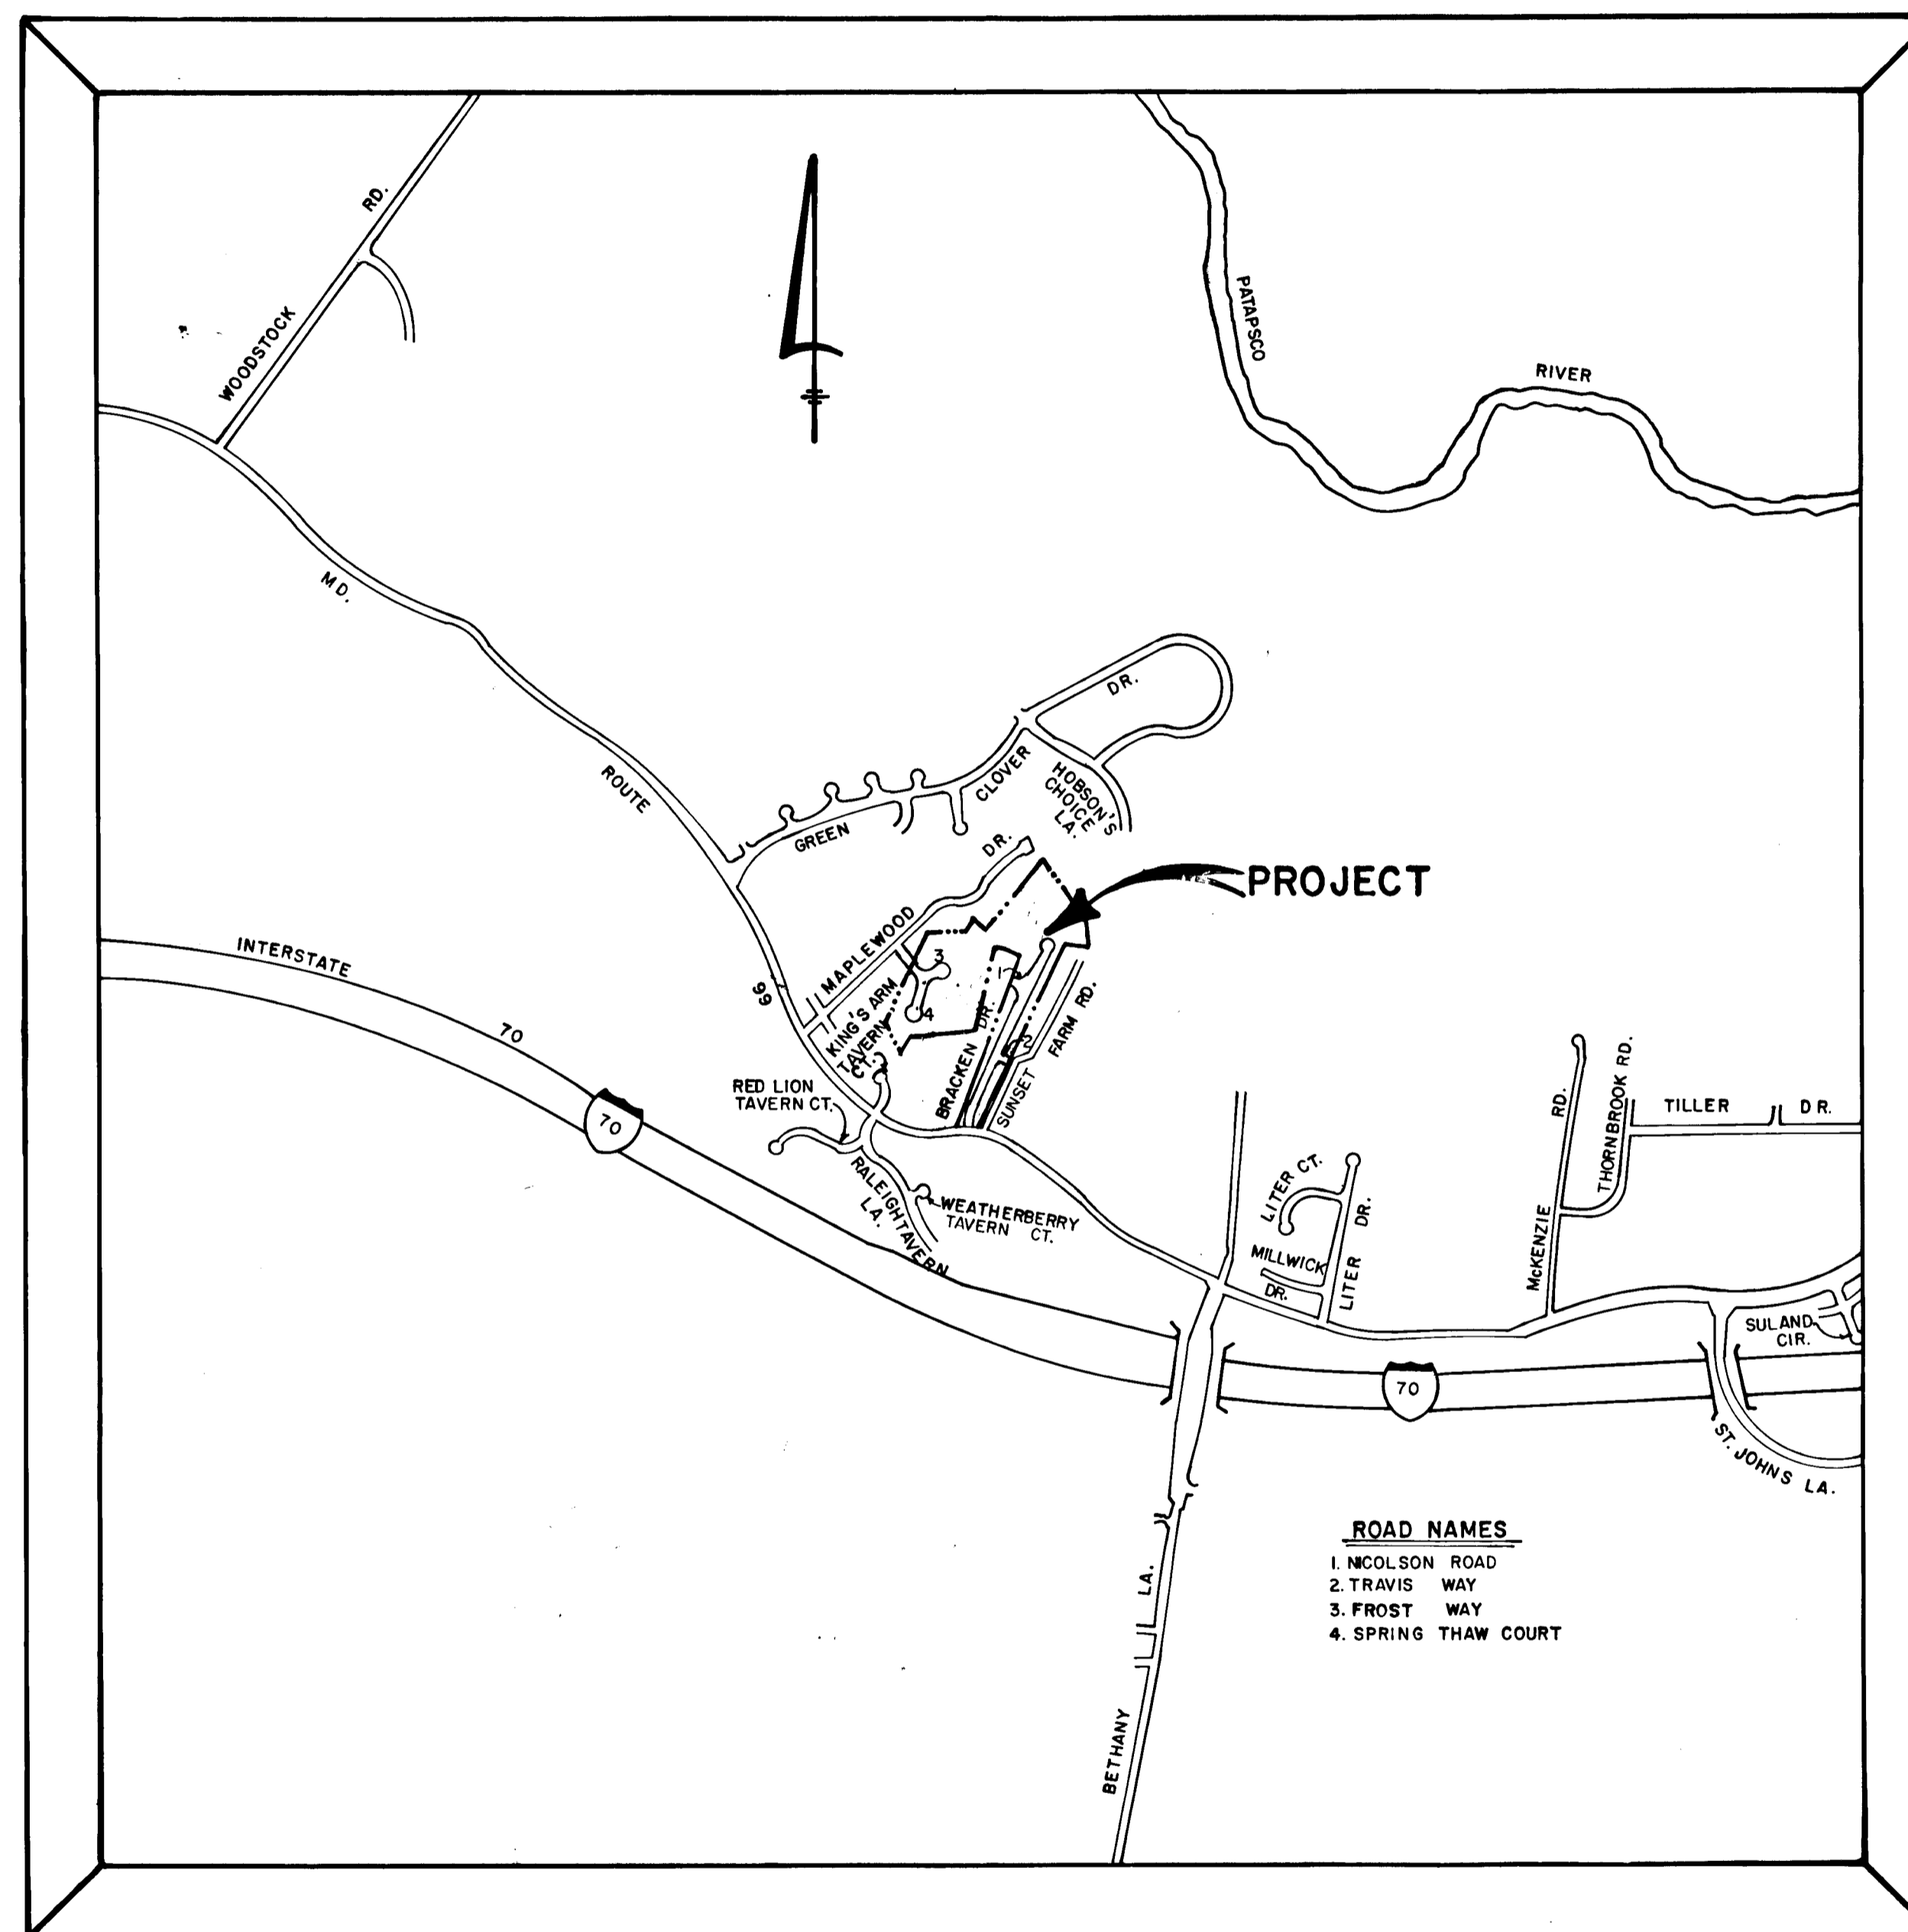 WOODSTOCK RD.
PATAPSCO RIVER
MD. ROUTE 99
GREEN CLOVER DR.
HOBSON'S
CHOICE
LA.
MAPLEWOOD DR.
PROJECT
INTERSTATE 70
70
KING'S ARM
TAVERN
CT.
3
4
1
2
BRACKEN DR.
SUNSET FARM RD.
RED LION
TAVERN CT.
RALEIGH TAVERN
LA.
WEATHERBERRY
TAVERN CT.
LITER CT.
LITER DR.
MILLWICK
DR.
McKENZIE RD.
THORNBROOK RD.
TILLER DR.
SULAND
CIR.
70
ST. JOHNS LA.
BETHANY LA.
ROAD NAMES
1. NICOLSON ROAD
2. TRAVIS WAY
3. FROST WAY
4. SPRING THAW COURT